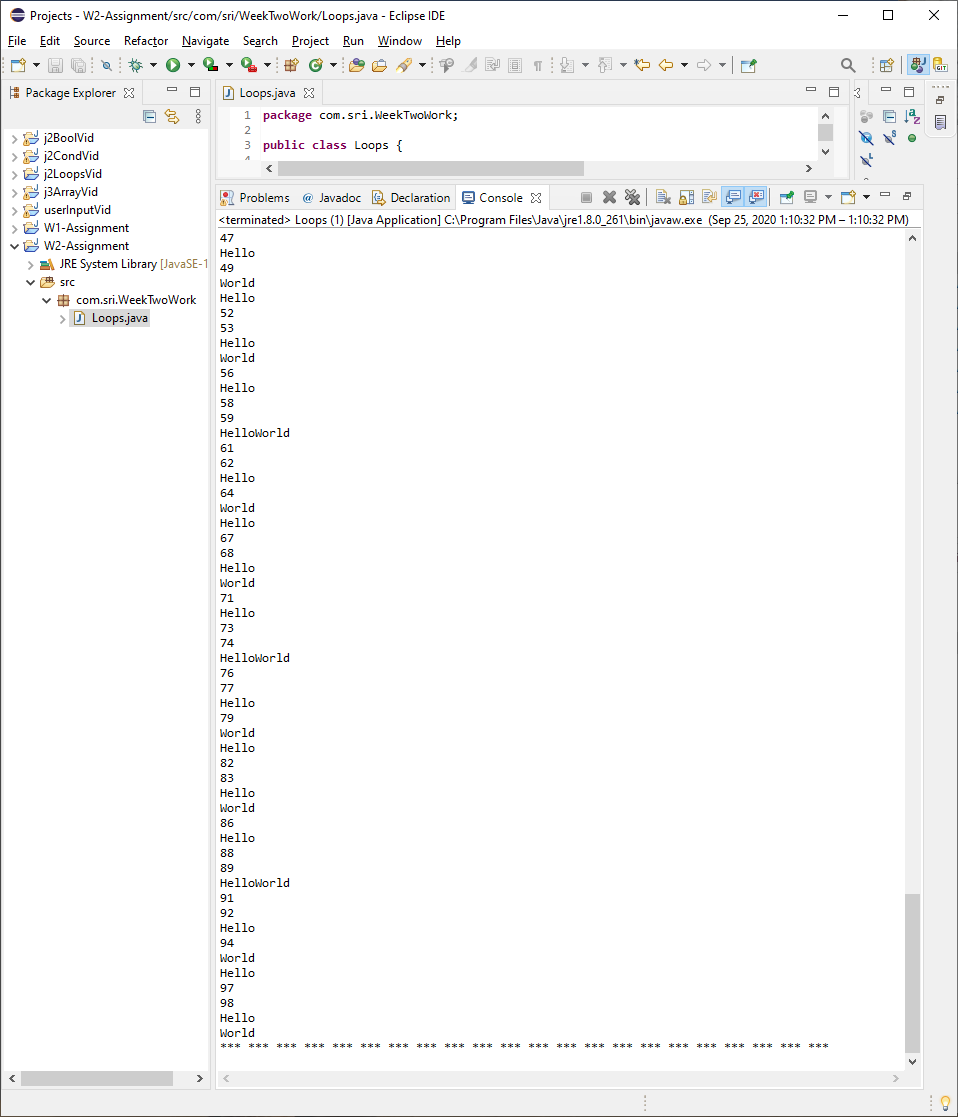 Projects - W2-Assignment/src/com/sri/WeekTwoWork/Loops.java - Eclipse IDE
File Edit Source Refactor Navigate Search Project Run Window Help
Package Explorer
j2BoolVid
j2CondVid
j2LoopsVid
j3ArrayVid
userInputVid
W1-Assignment
W2-Assignment
JRE System Library [JavaSE-1
src
com.sri.WeekTwoWork
Loops.java
Loops.java
1 package com.sri.WeekTwoWork;
2
3 public class Loops {
4
Problems @ Javadoc Declaration Console
<terminated> Loops (1) [Java Application] C:\Program Files\Java\jre1.8.0_261\bin\javaw.exe (Sep 25, 2020 1:10:32 PM – 1:10:32 PM)
47
Hello
49
World
Hello
52
53
Hello
World
56
Hello
58
59
HelloWorld
61
62
Hello
64
World
Hello
67
68
Hello
World
71
Hello
73
74
HelloWorld
76
77
Hello
79
World
Hello
82
83
Hello
World
86
Hello
88
89
HelloWorld
91
92
Hello
94
World
Hello
97
98
Hello
World
*** *** *** *** *** *** *** *** *** *** *** *** *** *** *** *** *** *** *** *** *** ***